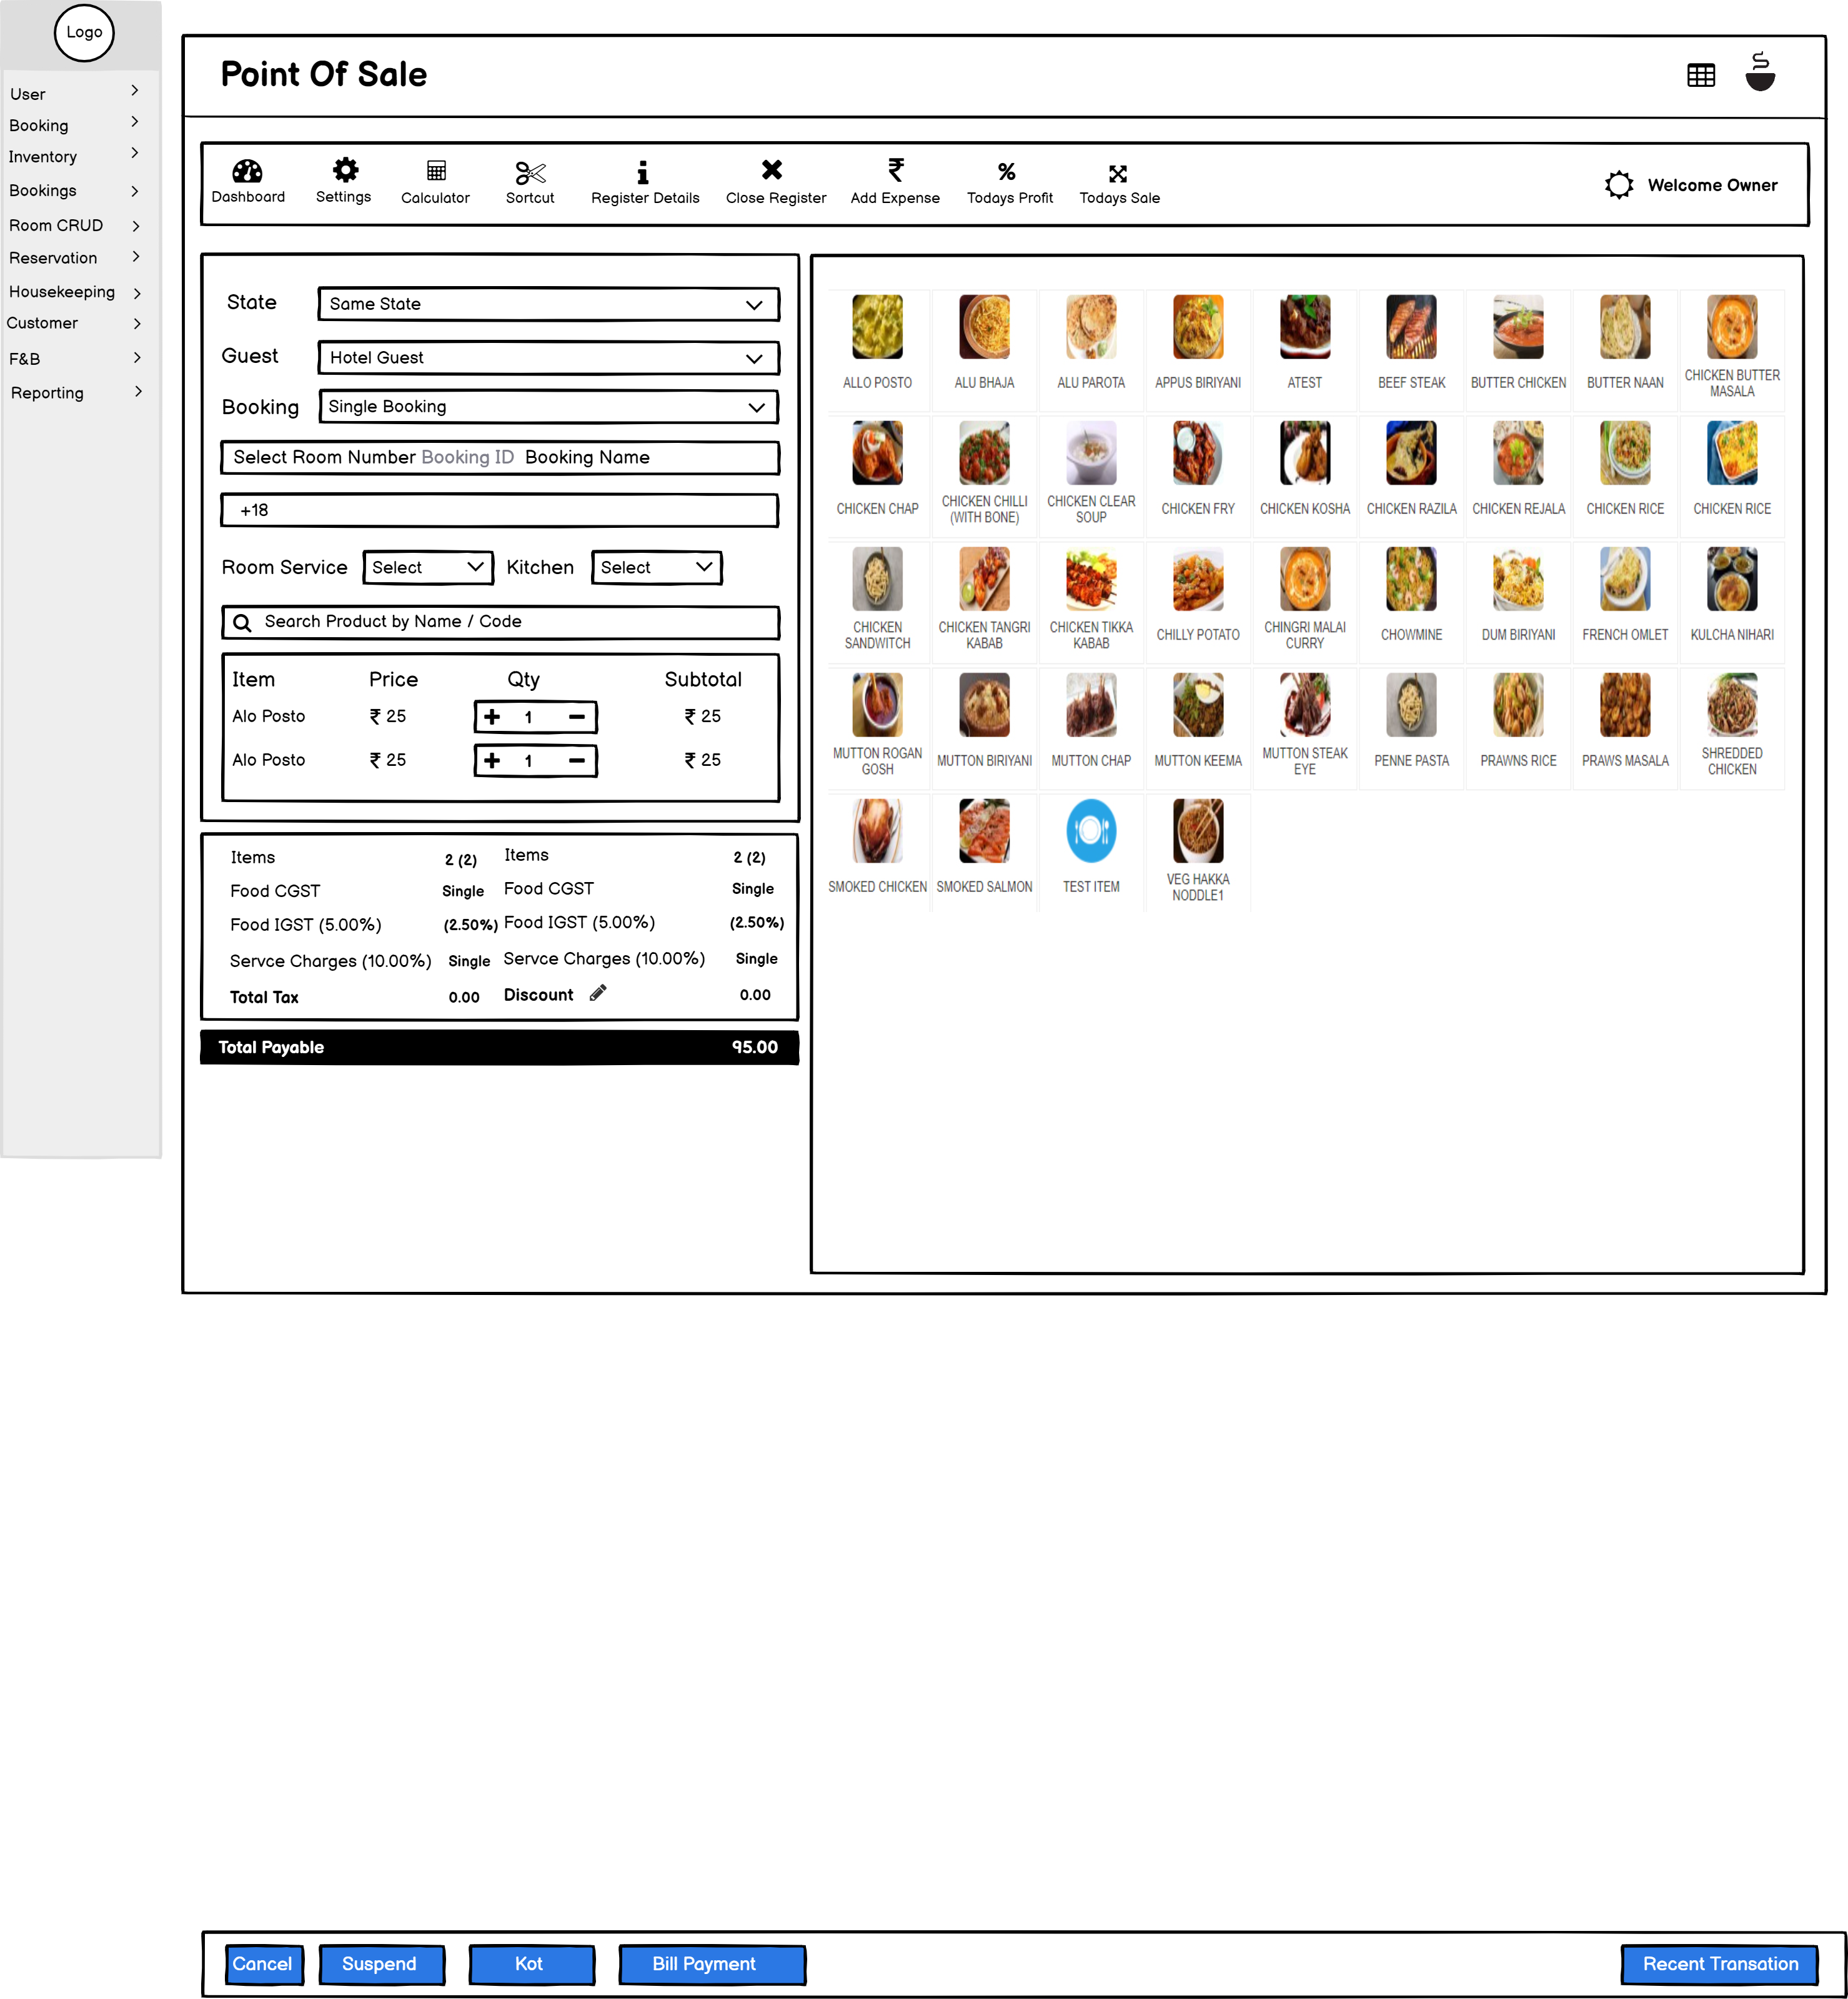 Logo
User
Booking
Inventory
Bookings
Room CRUD
Reservation
Housekeeping
Customer
F&B
Reporting
Point Of Sale
Dashboard Settings Calculator Sortcut Register Details Close Register Add Expense Todays Profit Todays Sale Welcome Owner
State Same State
Guest Hotel Guest
Booking Single Booking
Select Room Number Booking ID Booking Name
+18
Room Service Select Kitchen Select
Search Product by Name / Code
Item Price Qty Subtotal
Alo Posto ₹ 25 1 ₹ 25
Alo Posto ₹ 25 1 ₹ 25
Items 2 (2) Items 2 (2)
Food CGST Single Food CGST Single
Food IGST (5.00%) (2.50%) Food IGST (5.00%) (2.50%)
Servce Charges (10.00%) Single Servce Charges (10.00%) Single
Total Tax 0.00 Discount 0.00
Total Payable 95.00
ALLO POSTO
ALU BHAJA
ALU PAROTA
APPUS BIRIYANI
ATEST
BEEF STEAK
BUTTER CHICKEN
BUTTER NAAN
CHICKEN BUTTER
MASALA
CHICKEN CHAP
CHICKEN CHILLI
(WITH BONE)
CHICKEN CLEAR
SOUP
CHICKEN FRY
CHICKEN KOSHA
CHICKEN RAZILA
CHICKEN REJALA
CHICKEN RICE
CHICKEN RICE
CHICKEN
SANDWITCH
CHICKEN TANGRI
KABAB
CHICKEN TIKKA
KABAB
CHILLY POTATO
CHINGRI MALAI
CURRY
CHOWMINE
DUM BIRIYANI
FRENCH OMLET
KULCHA NIHARI
MUTTON ROGAN
GOSH
MUTTON BIRIYANI
MUTTON CHAP
MUTTON KEEMA
MUTTON STEAK
EYE
PENNE PASTA
PRAWNS RICE
PRAWS MASALA
SHREDDED
CHICKEN
SMOKED CHICKEN
SMOKED SALMON
TEST ITEM
VEG HAKKA
NODDLE1
Cancel Suspend Kot Bill Payment Recent Transation